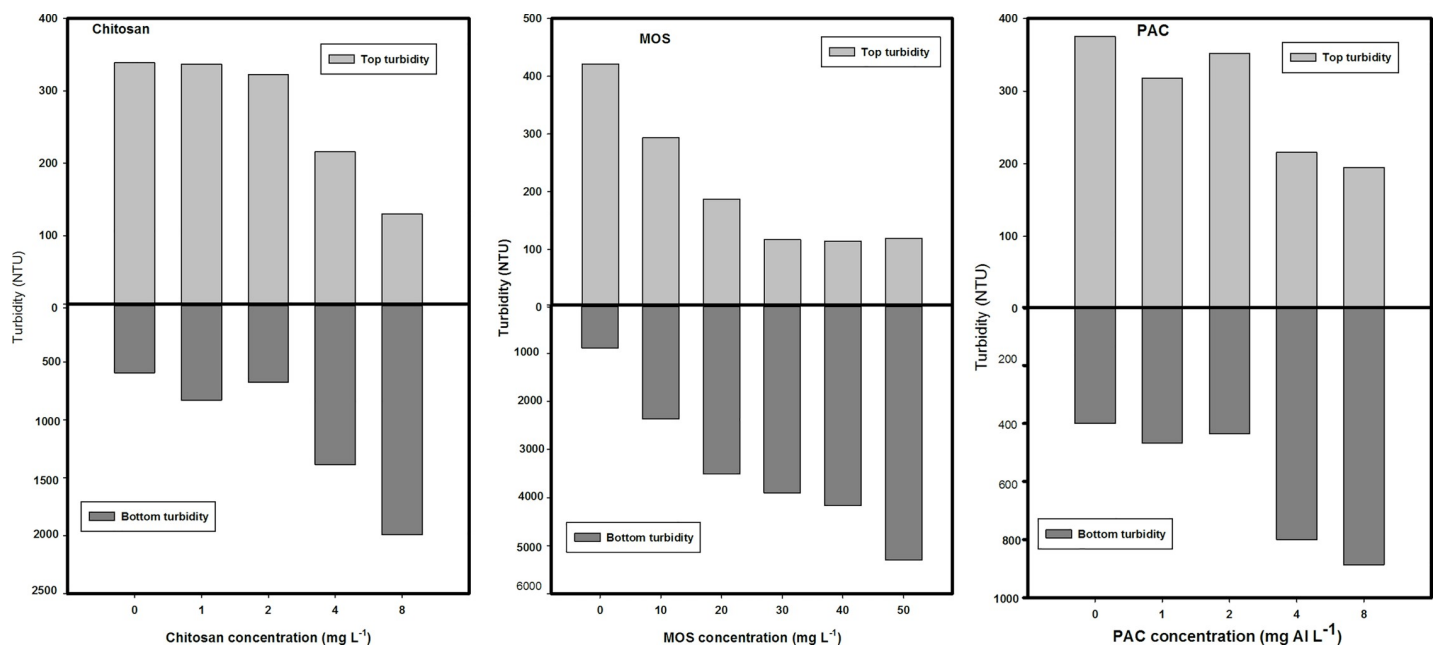 Chitosan
Top turbidity
400
300
200
100
0
500
1000
1500
2000
2500
Turbidity (NTU)
Bottom turbidity
0 1 2 4 8
Chitosan concentration (mg L⁻¹)
MOS
Top turbidity
500
400
300
200
100
0
1000
2000
3000
4000
5000
6000
Turbidity (NTU)
Bottom turbidity
0 10 20 30 40 50
MOS concentration (mg L⁻¹)
PAC
Top turbidity
400
300
200
100
0
200
400
600
800
1000
Turbidity (NTU)
Bottom turbidity
0 1 2 4 8
PAC concentration (mg Al L⁻¹)